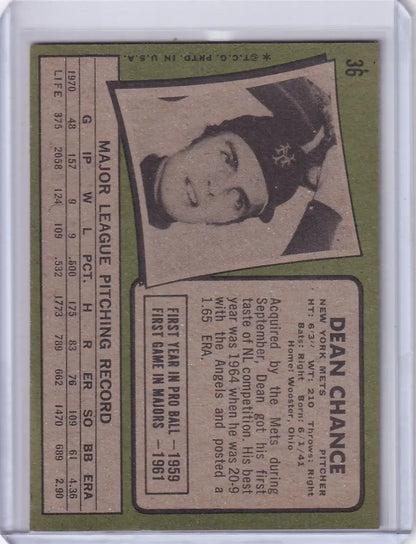 36
*©T.C.G. PRTD. IN U.S.A.
DEAN CHANCE
NEW YORK METS PITCHER
HT: 6'3" WT: 210 Throws: Right
Bats: Right Born: 6/1/41
Home: Wooster, Ohio
Acquired by the Mets during
September, Dean got his first
taste of NL competition. His best
year was 1964 when he was 20-9
with the Angels and posted a
1.65 ERA.
FIRST YEAR IN PRO BALL—1959
FIRST GAME IN MAJORS—1961
MAJOR LEAGUE PITCHING RECORD
G IP W L PCT. H R ER SO BB ERA
1970 48 157 9 9 .500 175 83 76 109 61 4.36
LIFE 375 2058 124 109 .532 1773 789 662 1470 689 2.90